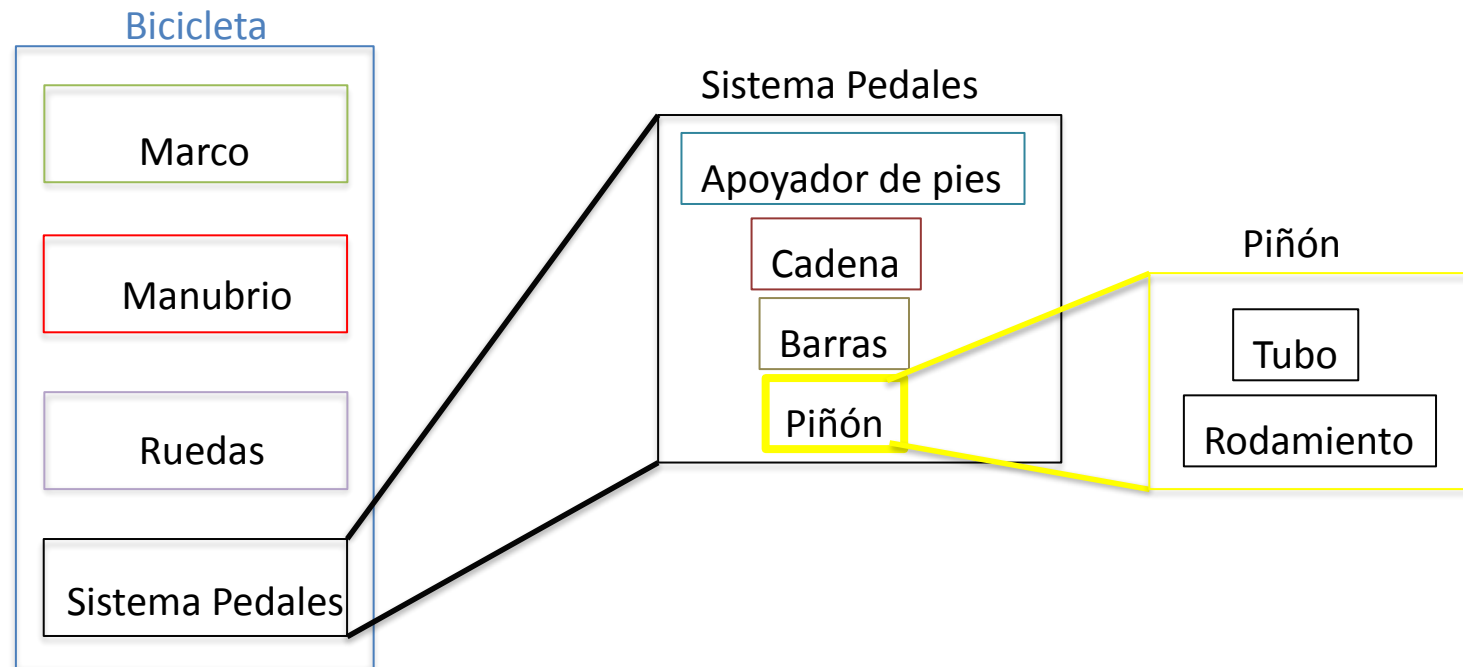 Bicicleta
Marco
Manubrio
Ruedas
Sistema Pedales
Sistema Pedales
Apoyador de pies
Cadena
Barras
Piñón
Piñón
Tubo
Rodamiento